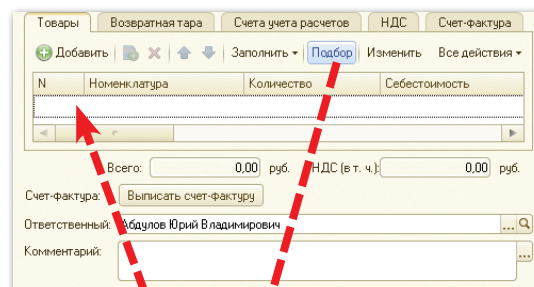 Товары Возвратная тара Счета учета расчетов НДС Счет-фактура
Добавить Заполнить Подбор Изменить Все действия
N Номенклатура Количество Себестоимость
Всего: 0,00 руб. НДС (в т. ч.): 0,00 руб.
Счет-фактура: Выписать счет-фактуру
Ответственный: Абдулов Юрий Владимирович ...
Комментарий: ...